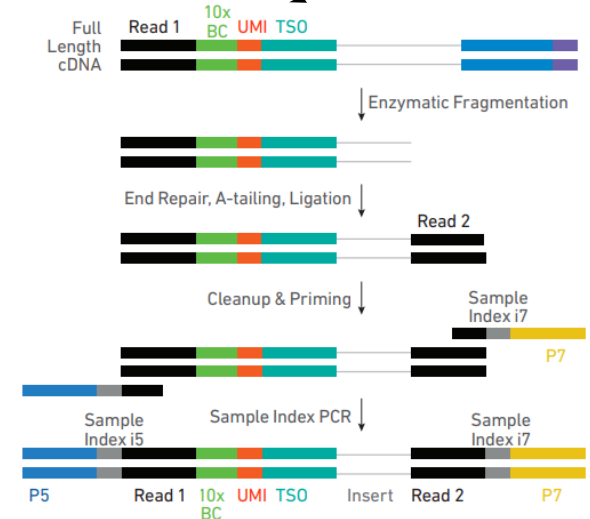 Full Length cDNA
Read 1
10x BC
UMI
TSO
Enzymatic Fragmentation
End Repair, A-tailing, Ligation
Read 2
Cleanup & Priming
Sample Index i7
P7
Sample Index PCR
Sample Index i5
Sample Index i7
P5
Read 1
10x BC
UMI
TSO
Insert
Read 2
P7